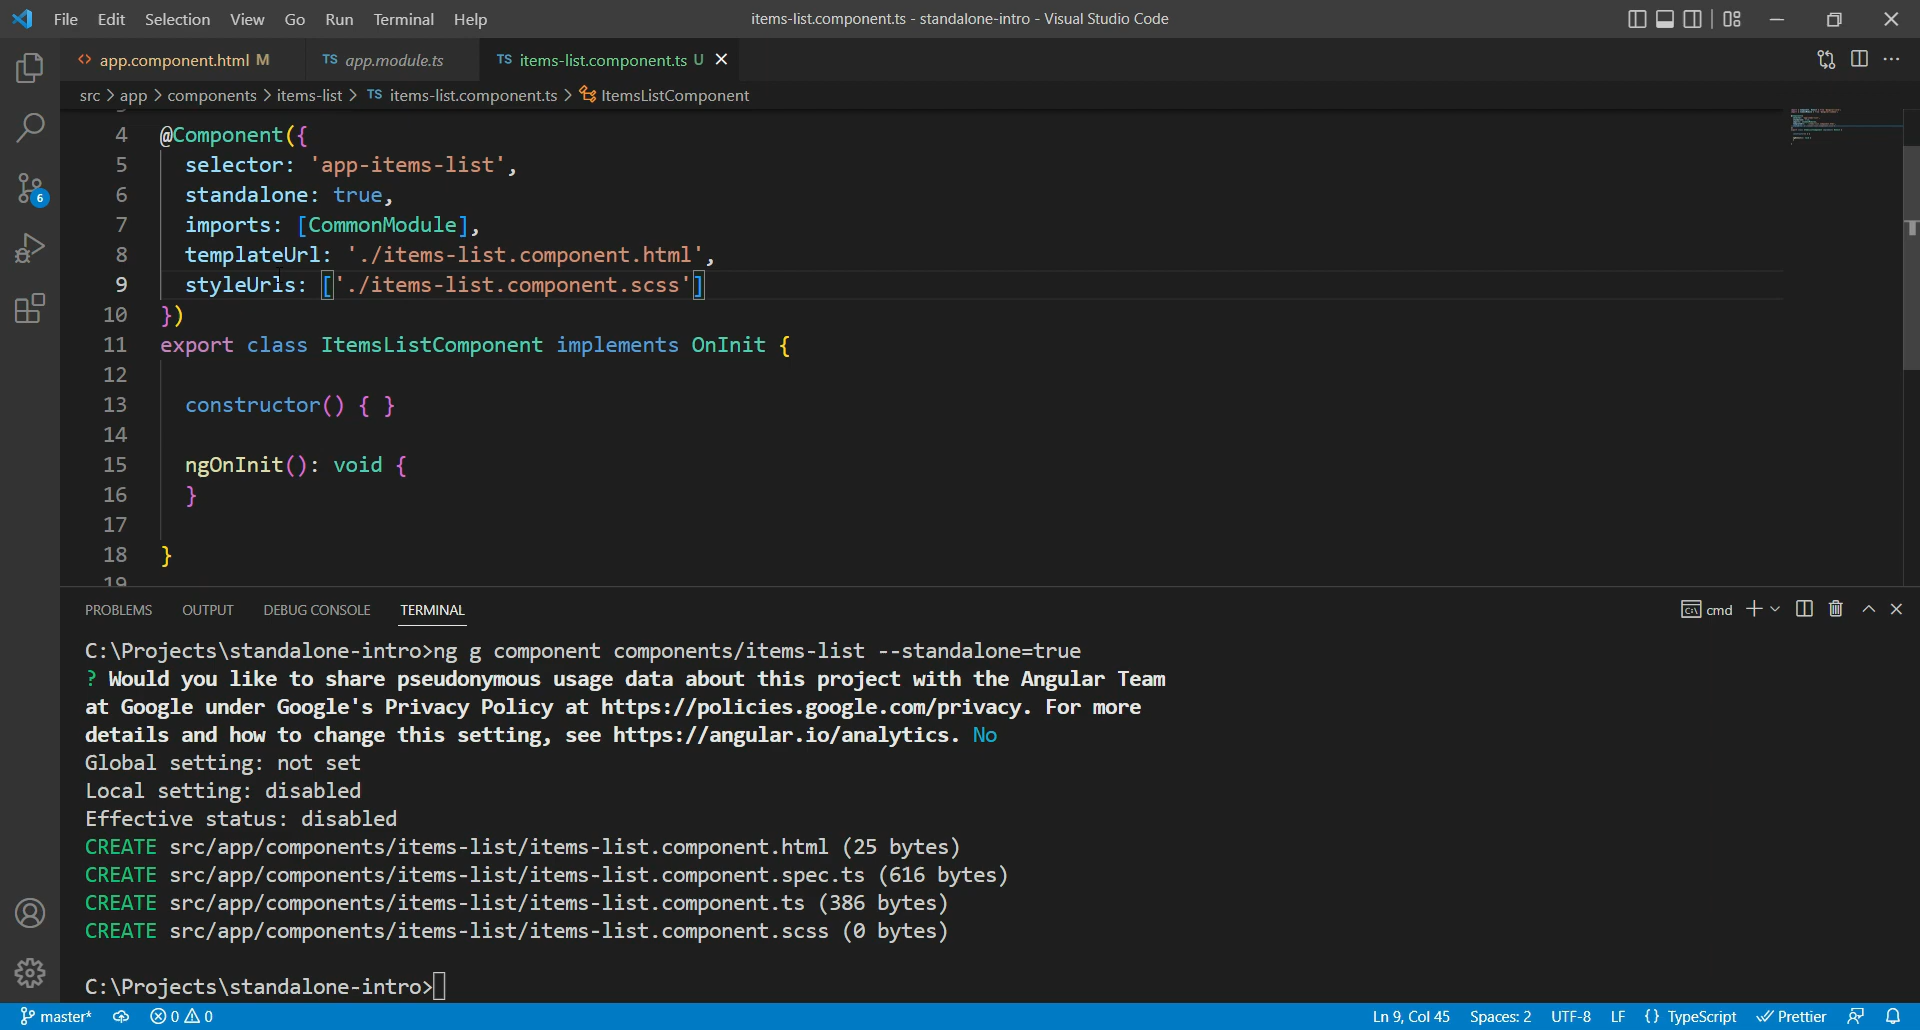 File Edit Selection View Go Run Terminal Help
items-list.component.ts - standalone-intro - Visual Studio Code
<> app.component.html M
TS app.module.ts
TS items-list.component.ts U
src > app > components > items-list > TS items-list.component.ts > ItemsListComponent
4 @Component({
5 selector: 'app-items-list',
6 standalone: true,
7 imports: [CommonModule],
8 templateUrl: './items-list.component.html',
9 styleUrls: ['./items-list.component.scss']
10 })
11 export class ItemsListComponent implements OnInit {
12
13 constructor() { }
14
15 ngOnInit(): void {
16 }
17
18 }
19
6
PROBLEMS OUTPUT DEBUG CONSOLE TERMINAL
cmd
C:\Projects\standalone-intro>ng g component components/items-list --standalone=true
? Would you like to share pseudonymous usage data about this project with the Angular Team
at Google under Google's Privacy Policy at https://policies.google.com/privacy. For more
details and how to change this setting, see https://angular.io/analytics. No
Global setting: not set
Local setting: disabled
Effective status: disabled
CREATE src/app/components/items-list/items-list.component.html (25 bytes)
CREATE src/app/components/items-list/items-list.component.spec.ts (616 bytes)
CREATE src/app/components/items-list/items-list.component.ts (386 bytes)
CREATE src/app/components/items-list/items-list.component.scss (0 bytes)
C:\Projects\standalone-intro>
master* 0 0 Ln 9, Col 45 Spaces: 2 UTF-8 LF {} TypeScript Prettier